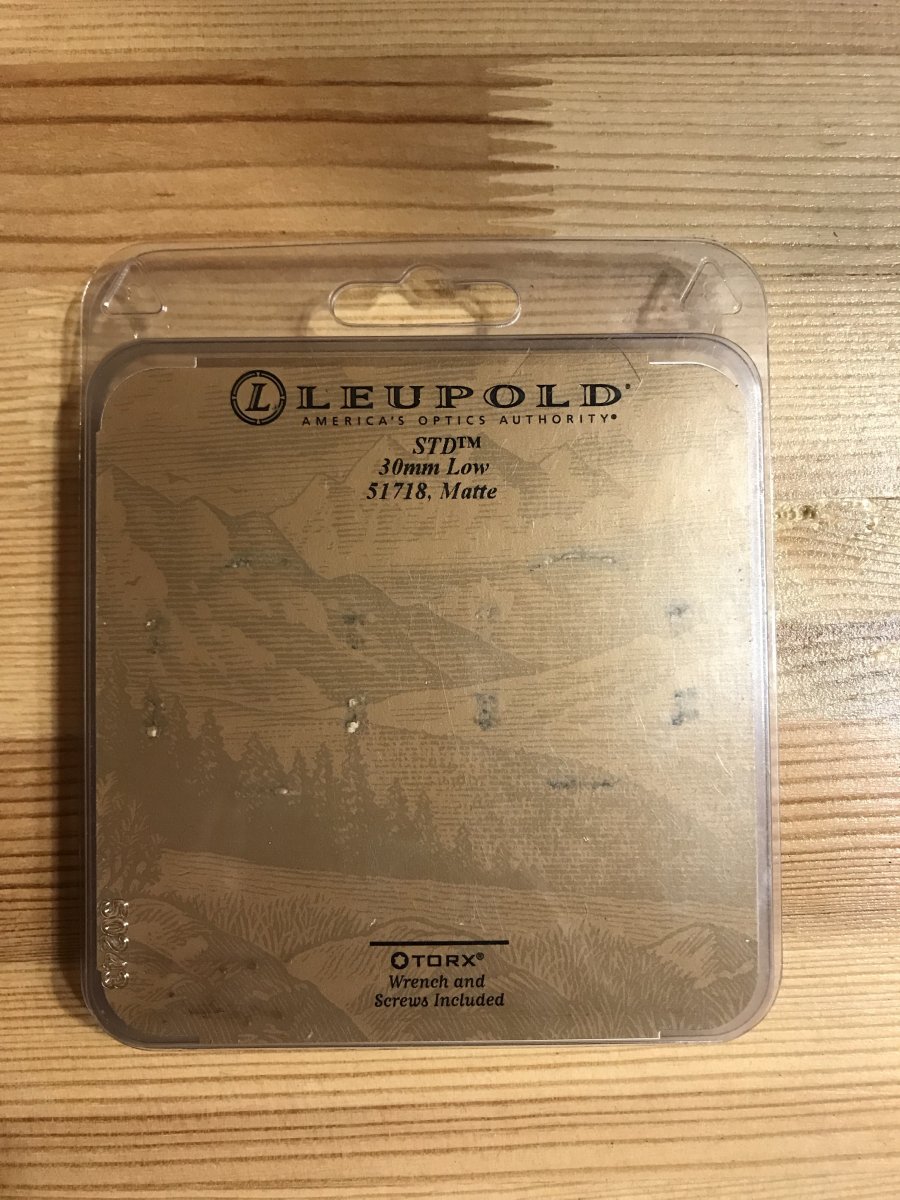 L LEUPOLD®
AMERICA'S OPTICS AUTHORITY®
STD™
30mm Low
51718, Matte
50243
TORX®
Wrench and
Screws Included